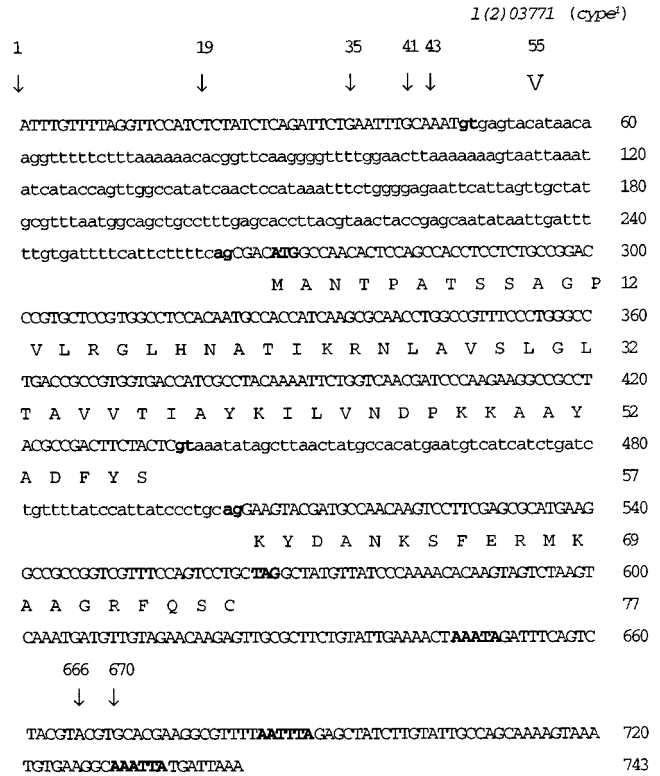 l(2)03771 (cype¹)
1 19 35 41 43 55
↓ ↓ ↓ ↓ ↓ V
ATTTGTTTTAGGTTCCATCTCTATCTCAGATTCTGAATTTGCAAATgtgagtacataaca 60
aggtttttctttaaaaaacacggttcaaggggttttggaacttaaaaaaagtaattaaat 120
atcataccagttggccatatcaactccataaatttctggggagaattcattagttgctat 180
gcgtttaatggcagctgcctttgagcaccttacgtaactaccgagcaatataattgattt 240
ttgtgattttcattcttttcagCGACATGGCCAACACTCCAGCCACCTCCTCTGCCGGAC 300
M A N T P A T S S A G P 12
CCGTGCTCCGTGGCCTCCACAATGCCACCATCAAGCGCAACCTGGCCGTTTCCCTGGGCC 360
V L R G L H N A T I K R N L A V S L G L 32
TGACCGCCGTGGTGACCATCGCCTACAAAATTCTGGTCAACGATCCCAAGAAGGCCGCCT 420
T A V V T I A Y K I L V N D P K K A A Y 52
ACGCCGACTTCTACTCgtaaatatagcttaactatgccacatgaatgtcatcatctgatc 480
A D F Y S 57
tgttttatccattatccctgcagGAAGTACGATGCCAACAAGTCCTTCGAGCGCATGAAG 540
K Y D A N K S F E R M K 69
GCCGCCGGTCGTTTCCAGTCCTGCTAGGCTATGTTATCCCAAAACACAAGTAGTCTAAGT 600
A A G R F Q S C 77
CAAATGATGTTGTAGAACAAGAGTTGCGCTTCTGTATTGAAAACTAAATAGATTTCAGTC 660
666 670
↓ ↓
TACGTACGTGCACGAAGGCGTTTTAATTTAGAGCTATCTTGTATTGCCAGCAAAAGTAAA 720
TGTGAAGGCAAATTATGATTAAA 743